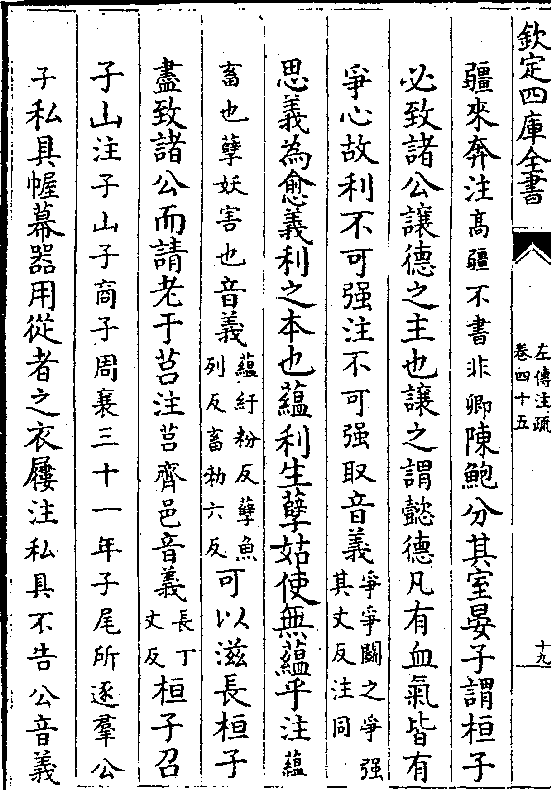 欽定四庫全書
左傳注疏
卷四十五
十九
疆來奔注高疆不書非卿陳鮑分其室晏子謂桓子
必致諸公讓德之主也讓之謂懿德凡有血氣皆有
爭心故利不可强注不可强取音義爭爭鬭之爭强其丈反注同
思義為愈義利之本也蘊利生孽姑使無蘊乎注蘊
畜也孽妖害也音義蘊紆粉反孽魚列反畜勑六反可以滋長桓子
盡致諸公而請老于莒注莒齊邑音義長丁丈反桓子召
子山注子山子商子周襄三十一年子尾所逐羣公
子私具幄幕器用從者之衣屨注私具不告公音義